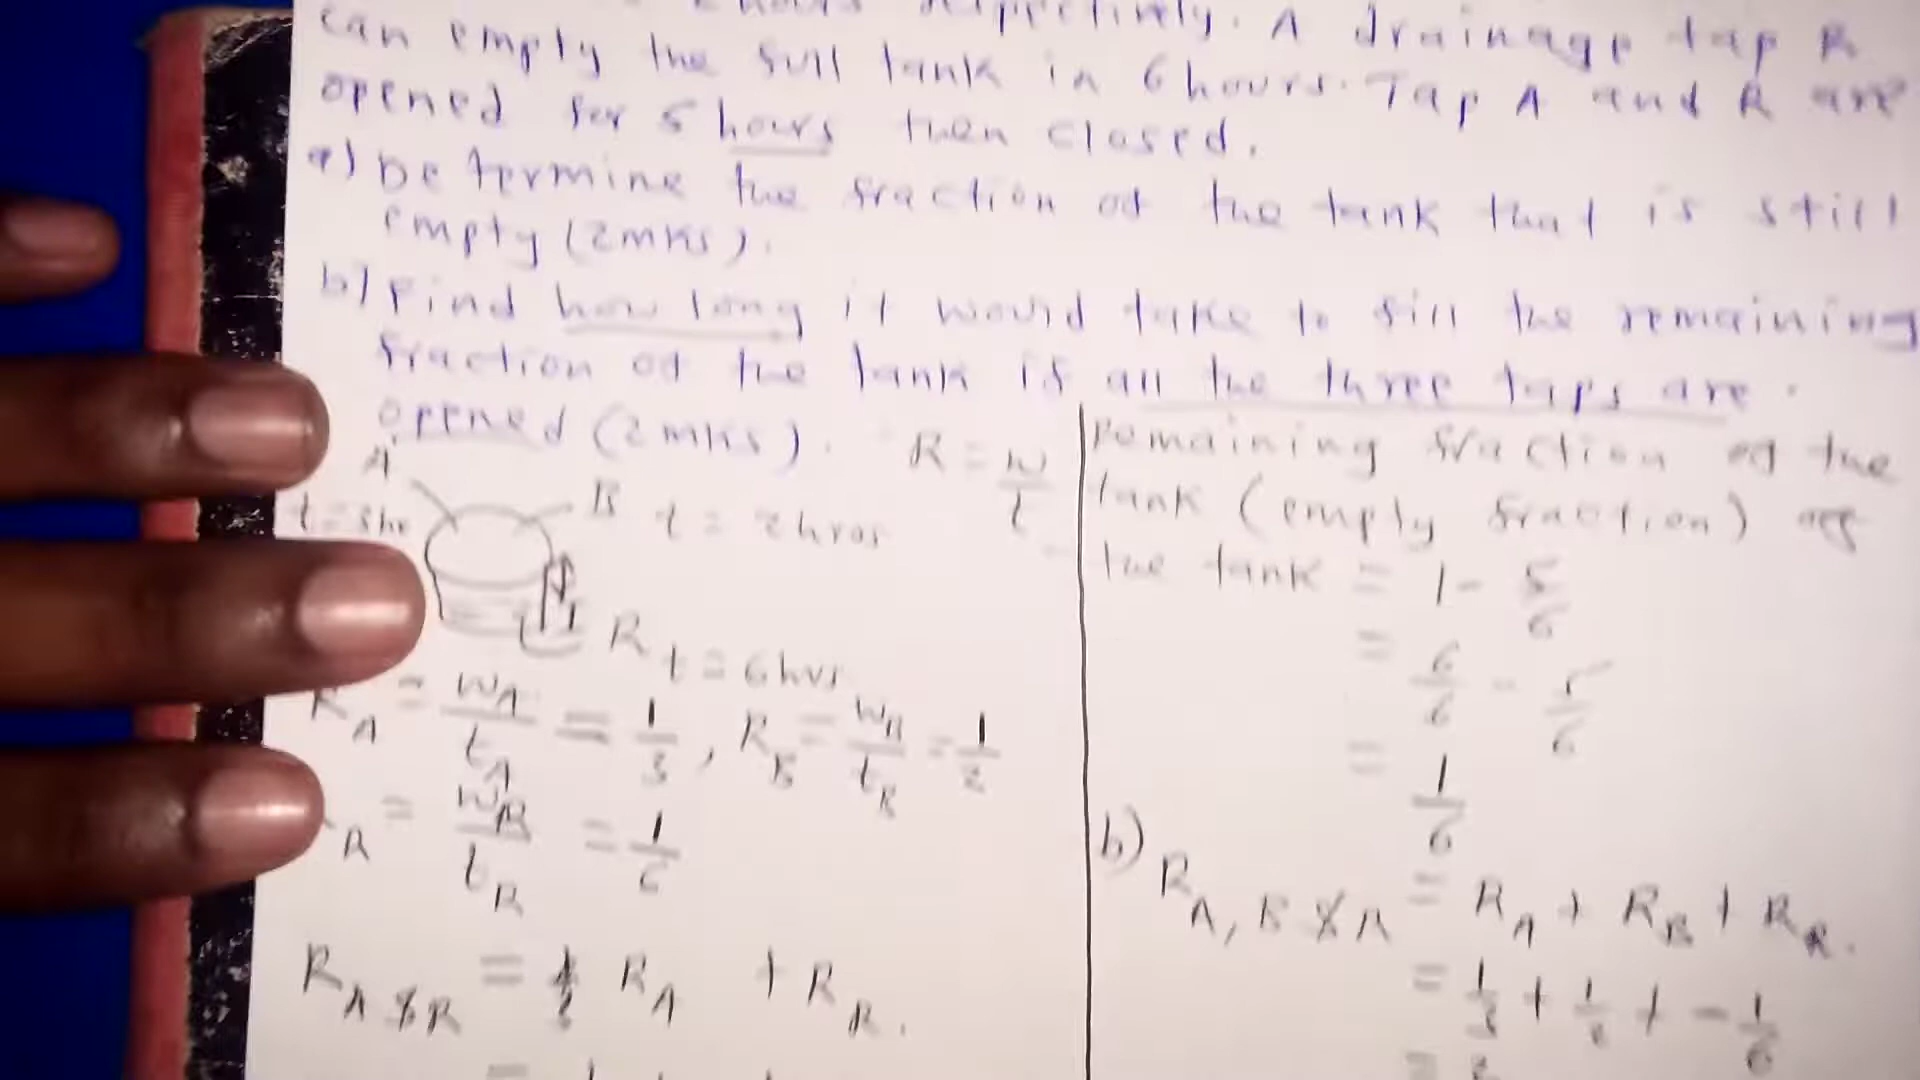 hours respectively. A drainage tap R
can empty the full tank in 6 hours. Tap A and R are
opened for 5 hours then closed.
a) Determine the fraction of the tank that is still
empty (2mks).
b) Find how long it would take to fill the remaining
fraction of the tank if all the three taps are
opened (2mks).
R = W/t
A
t = 3hr
B t = 2hrs
R t = 6hrs
R_A = W_A/t_A = 1/3, R_B = W_B/t_B = 1/2
R = W_R/t_R = 1/6
R_A&R = R_A + R_R.
Remaining fraction of the
tank (empty fraction) of
the tank = 1 - 5/6
= 6/6 - 5/6
= 1/6
b) R_A, B & R = R_A + R_B + R_R.
= 1/3 + 1/2 + - 1/6